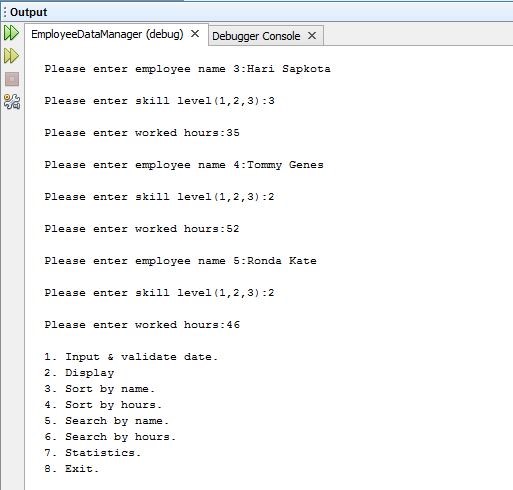 Output
EmployeeDataManager (debug)
Debugger Console
Please enter employee name 3:Hari Sapkota
Please enter skill level(1,2,3):3
Please enter worked hours:35
Please enter employee name 4:Tommy Genes
Please enter skill level(1,2,3):2
Please enter worked hours:52
Please enter employee name 5:Ronda Kate
Please enter skill level(1,2,3):2
Please enter worked hours:46
1. Input & validate date.
2. Display
3. Sort by name.
4. Sort by hours.
5. Search by name.
6. Search by hours.
7. Statistics.
8. Exit.